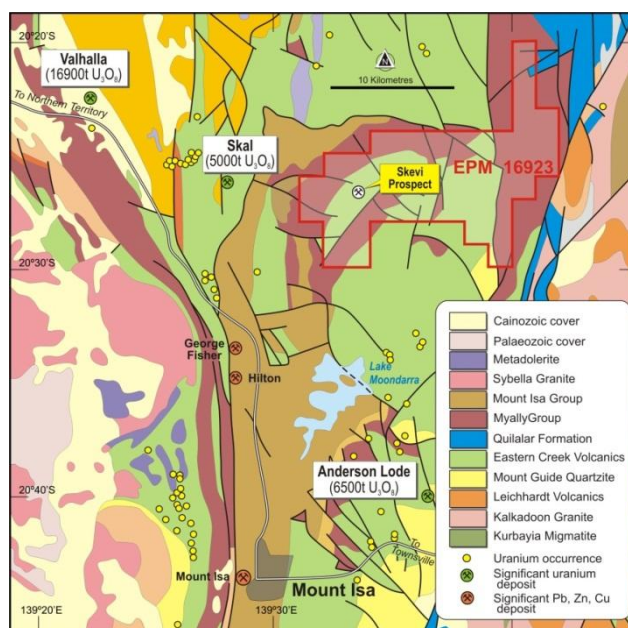 20°20'S
Valhalla
(16900t U₃O₈)
To Northern Territory
N
10 Kilometres
Skal
(5000t U₃O₈)
Skevi
Prospect
EPM 16923
20°30'S
George
Fisher
Hilton
Lake
Moondarra
Anderson Lode
(6500t U₃O₈)
20°40'S
To
Townsville
Mount Isa
Mount Isa
139°20'E
139°30'E
Cainozoic cover
Palaeozoic cover
Metadolerite
Sybella Granite
Mount Isa Group
MyallyGroup
Quilalar Formation
Eastern Creek Volcanics
Mount Guide Quartzite
Leichhardt Volcanics
Kalkadoon Granite
Kurbayia Migmatite
Uranium occurrence
Significant uranium
deposit
Significant Pb, Zn, Cu
deposit